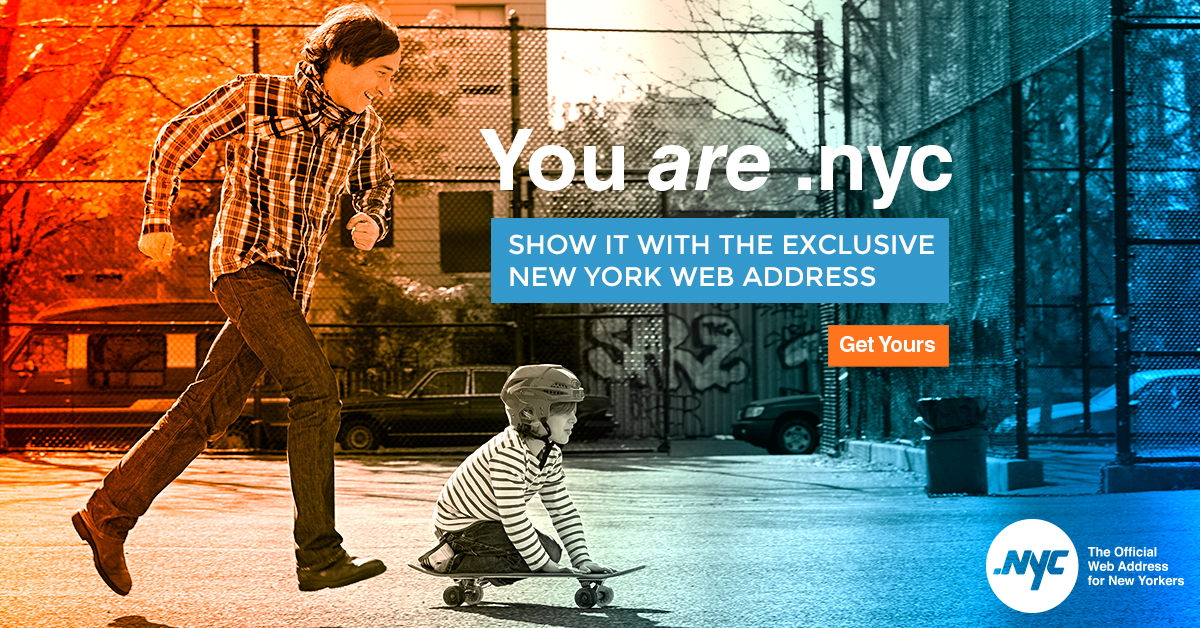 You are .nyc
SHOW IT WITH THE EXCLUSIVE
NEW YORK WEB ADDRESS
Get Yours
.NYC
The Official
Web Address
for New Yorkers